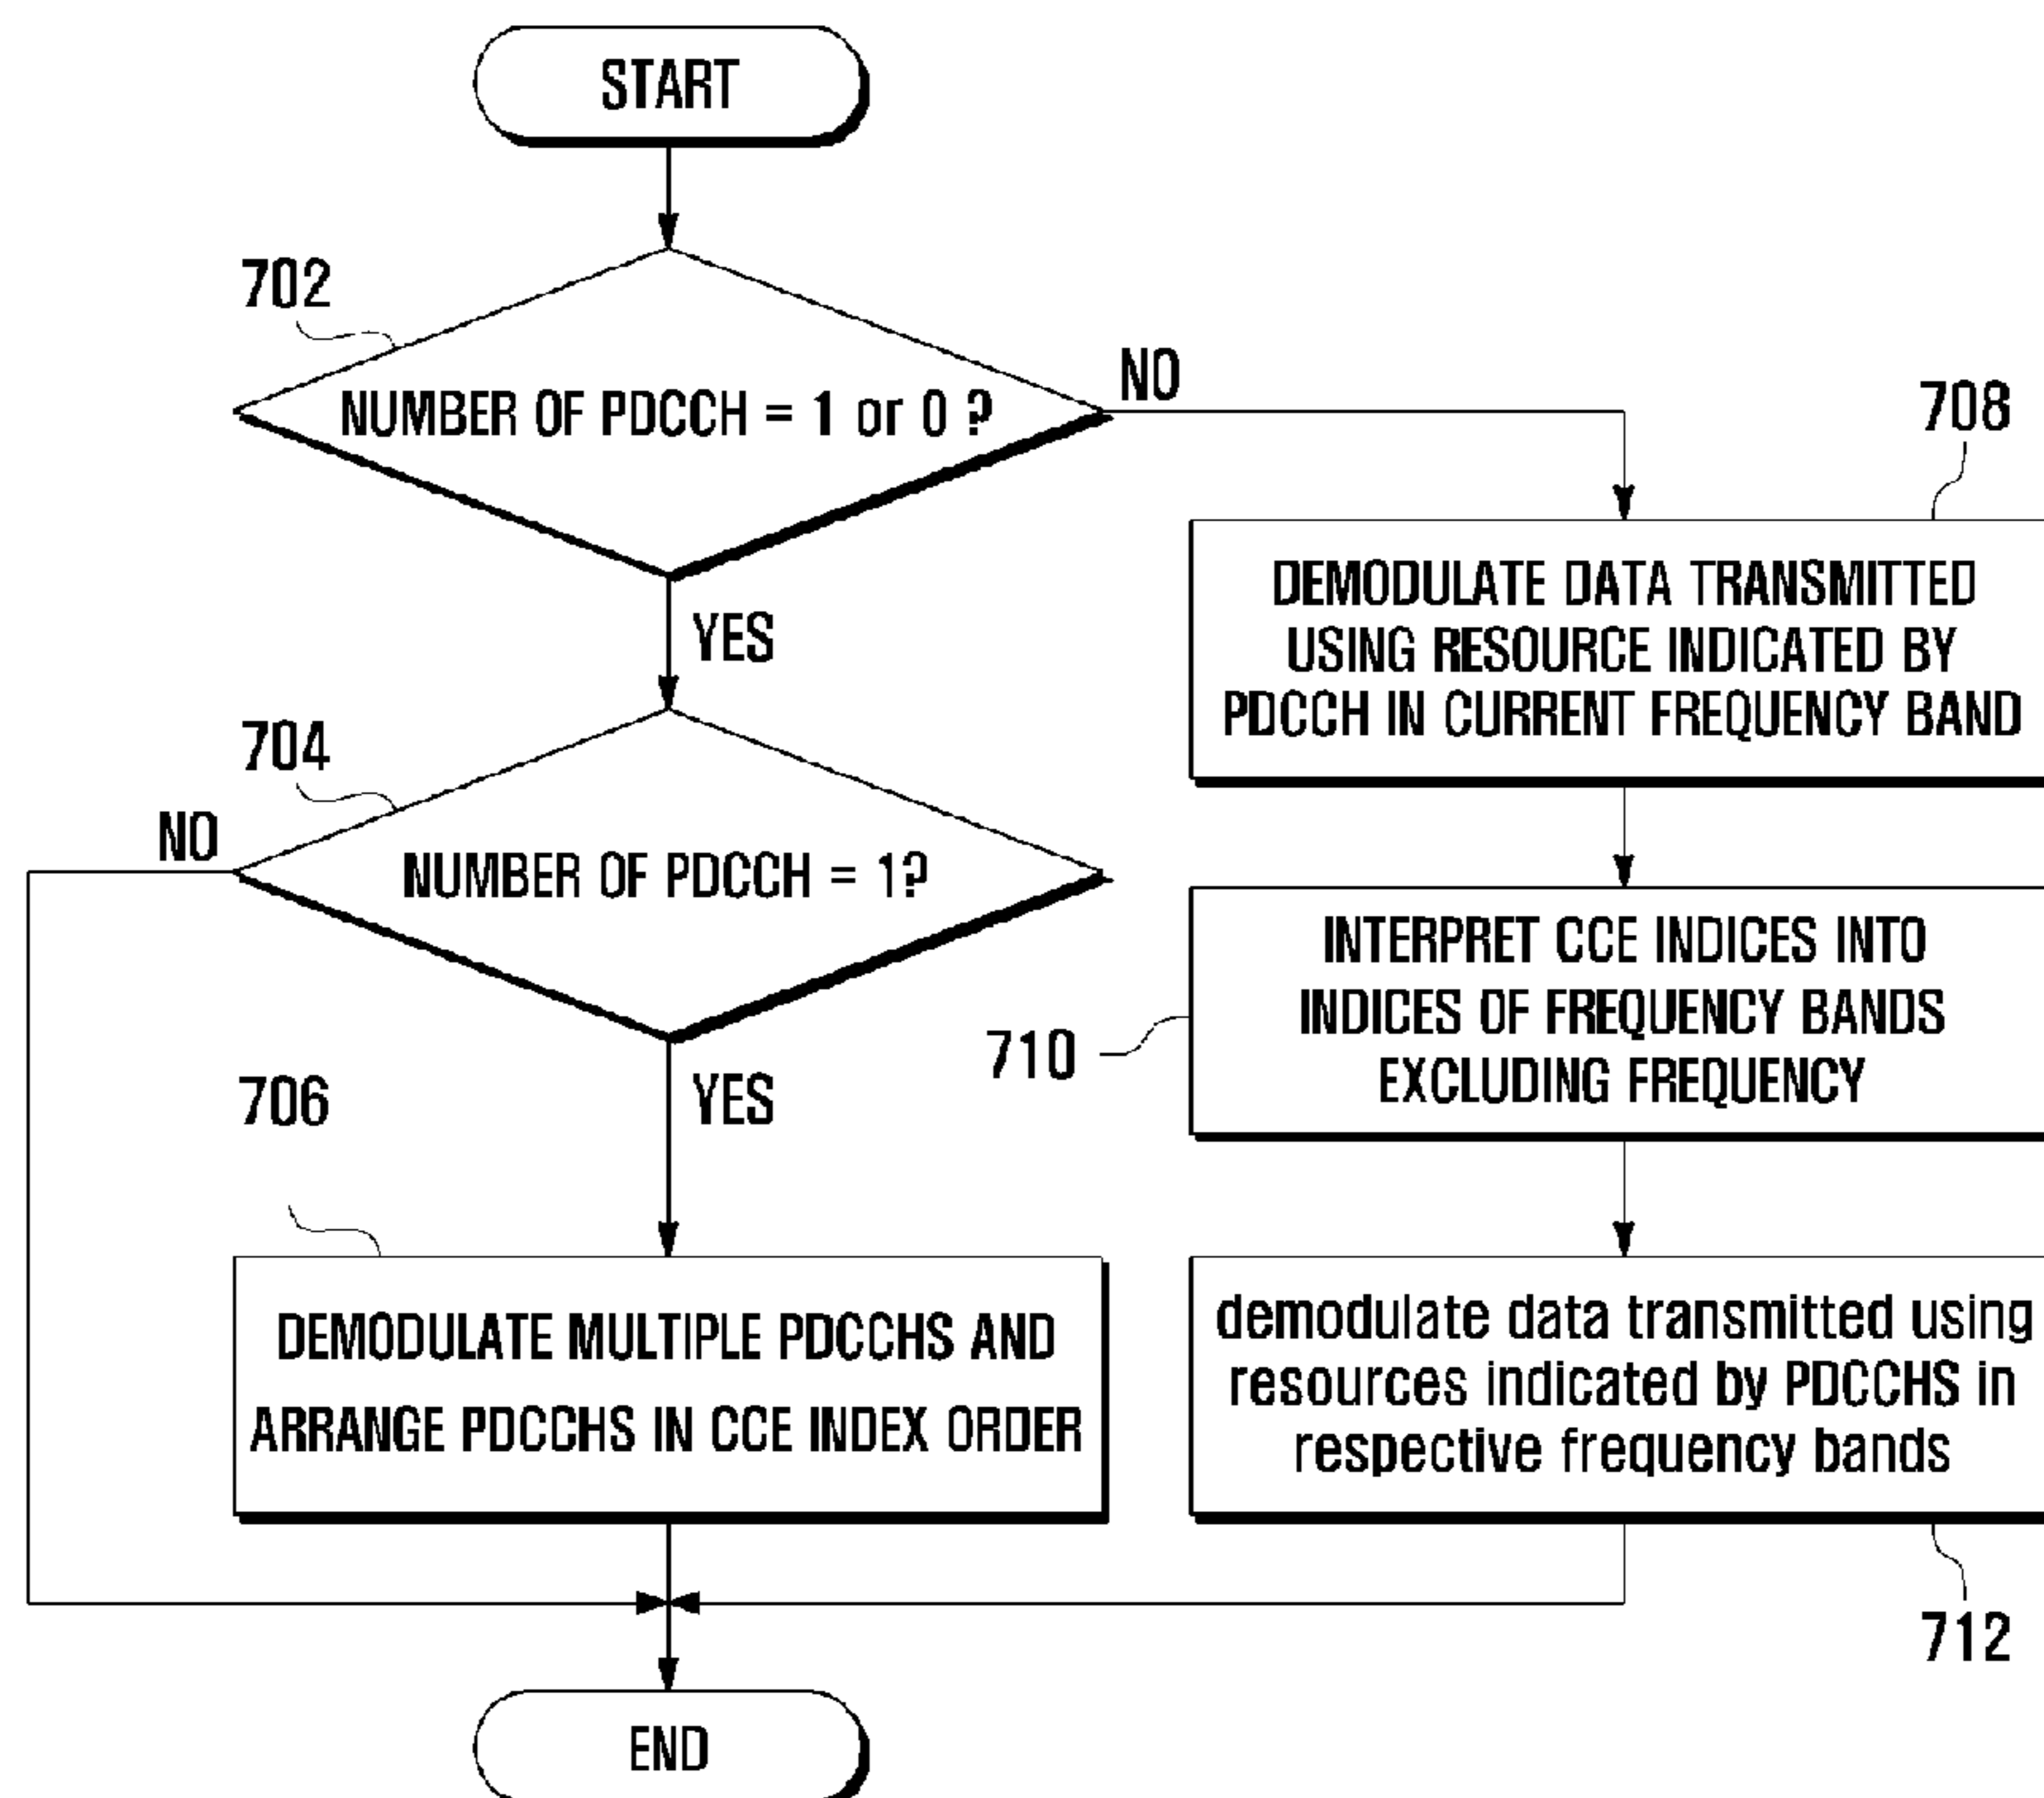 START
702
NUMBER OF PDCCH = 1 or 0 ?
NO
YES
704
NO
NUMBER OF PDCCH = 1?
YES
706
DEMODULATE MULTIPLE PDCCHS AND
ARRANGE PDCCHS IN CCE INDEX ORDER
708
DEMODULATE DATA TRANSMITTED
USING RESOURCE INDICATED BY
PDCCH IN CURRENT FREQUENCY BAND
710
INTERPRET CCE INDICES INTO
INDICES OF FREQUENCY BANDS
EXCLUDING FREQUENCY
demodulate data transmitted using
resources indicated by PDCCHS in
respective frequency bands
712
END